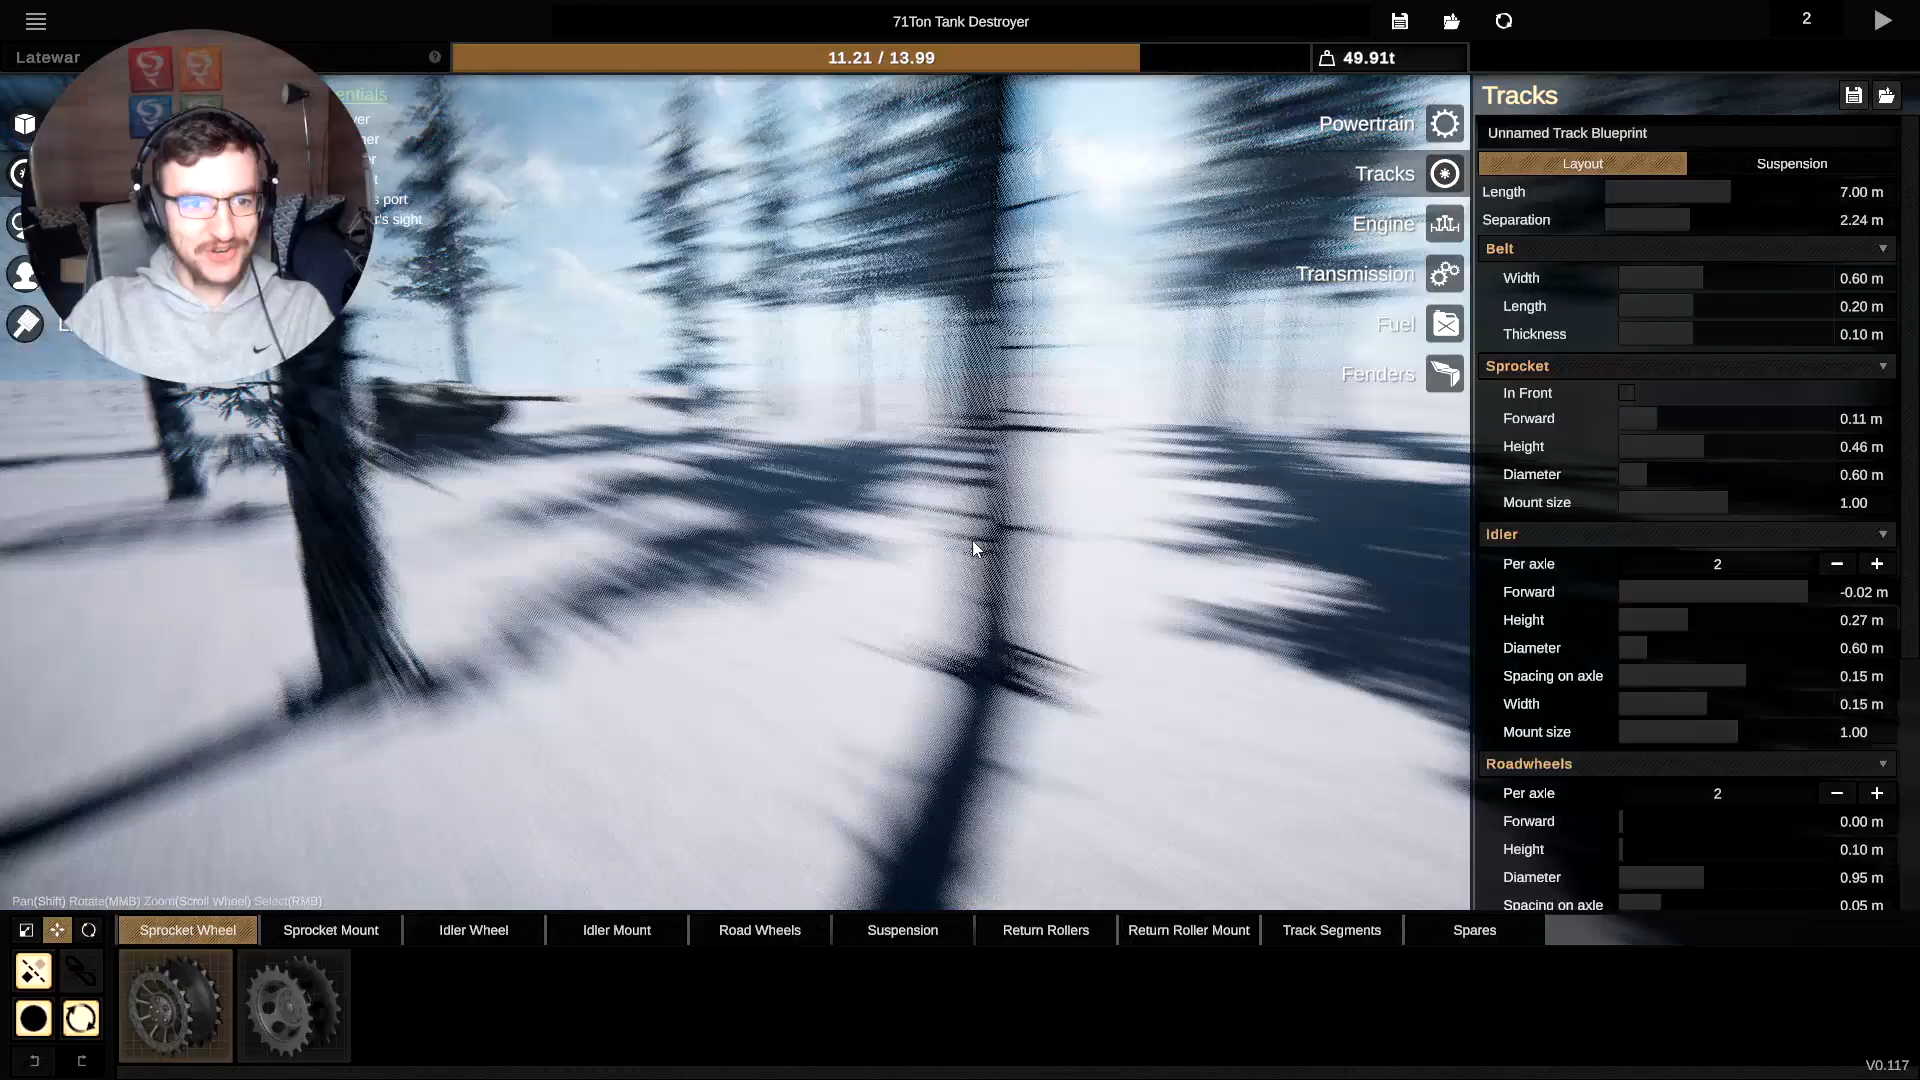 71Ton Tank Destroyer
2
Latewar
11.21 / 13.99
49.91t
entials
yer
s port
r's sight
Powertrain
Tracks
Engine
Transmission
Fuel
Fenders
Tracks
Unnamed Track Blueprint
Layout
Suspension
Length 7.00 m
Separation 2.24 m
Belt
Width 0.60 m
Length 0.20 m
Thickness 0.10 m
Sprocket
In Front
Forward 0.11 m
Height 0.46 m
Diameter 0.60 m
Mount size 1.00
Idler
Per axle 2 − +
Forward -0.02 m
Height 0.27 m
Diameter 0.60 m
Spacing on axle 0.15 m
Width 0.15 m
Mount size 1.00
Roadwheels
Per axle 2 − +
Forward 0.00 m
Height 0.10 m
Diameter 0.95 m
Spacing on axle 0.05 m
Pan(Shift) Rotate(MMB) Zoom(Scroll Wheel) Select(RMB)
Sprocket Wheel
Sprocket Mount
Idler Wheel
Idler Mount
Road Wheels
Suspension
Return Rollers
Return Roller Mount
Track Segments
Spares
V0.117